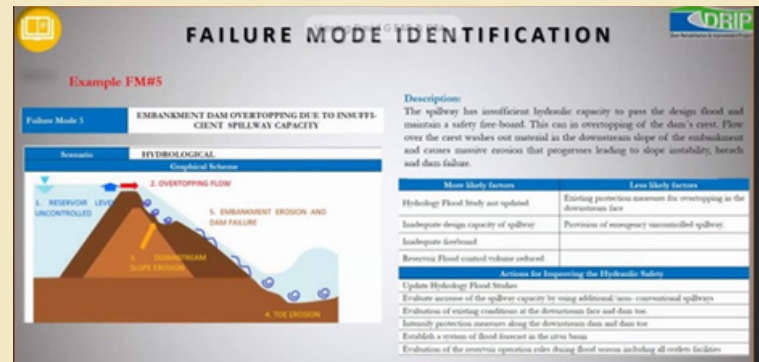 FAILURE MODE IDENTIFICATION
DRIP
Example FM#5
Failure Mode 5
EMBANKMENT DAM OVERTOPPING DUE TO INSUFFI-
CIENT SPILLWAY CAPACITY
Scenario
HYDROLOGICAL
Graphical Scheme
2. OVERTOPPING FLOW
1. RESERVOIR LEVEL
UNCONTROLLED
5. EMBANKMENT EROSION AND
DAM FAILURE
3. DOWNSTREAM
SLOPE EROSION
4. TOE EROSION
Description:
The spillway has insufficient hydraulic capacity to pass the design flood and
maintain a safety free-board. This can in overtopping of the dam's crest. Flow
over the crest washes out material in the downstream slope of the embankment
and causes massive erosion that progresses leading to slope instability, breach
and dam failure.
More likely factors
Less likely factors
Hydrology Flood Study not updated
Existing protection measures for overtopping in the
downstream face
Inadequate design capacity of spillway
Provision of emergency uncontrolled spillway.
Inadequate freeboard
Reservoir Flood control volume reduced
Actions for Improving the Hydraulic Safety
Update Hydrology Flood Studies
Evaluate increase of the spillway capacity by using additional/non- conventional spillways
Evaluation of existing conditions at the downstream face and dam toe.
Intensify protection measures along the downstream dam and dam toe
Establish a system of flood forecast in the river basin
Evaluation of the reservoir operation rules during flood season including all outlets facilities